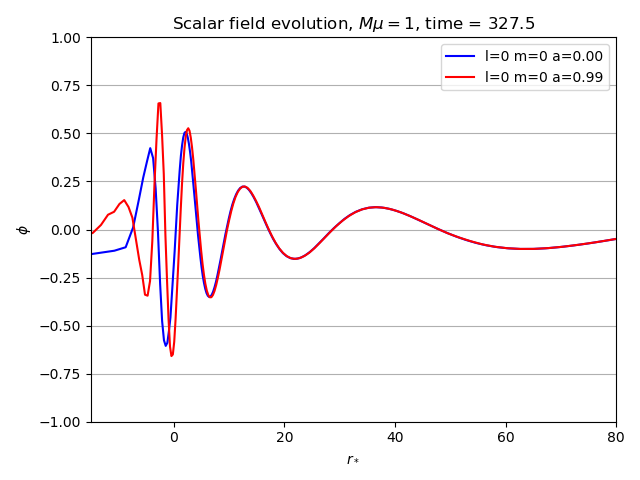 Scalar field evolution, Mμ = 1, time = 327.5
1.00
0.75
0.50
0.25
0.00
−0.25
−0.50
−0.75
−1.00
ϕ
l=0 m=0 a=0.00
l=0 m=0 a=0.99
0 20 40 60 80
r*